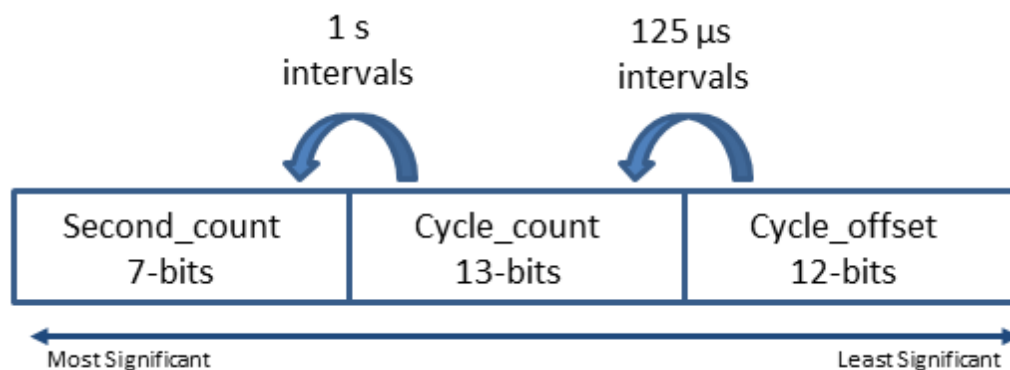 1 s
intervals
125 µs
intervals
Second_count
7-bits
Cycle_count
13-bits
Cycle_offset
12-bits
Most Significant
Least Significant